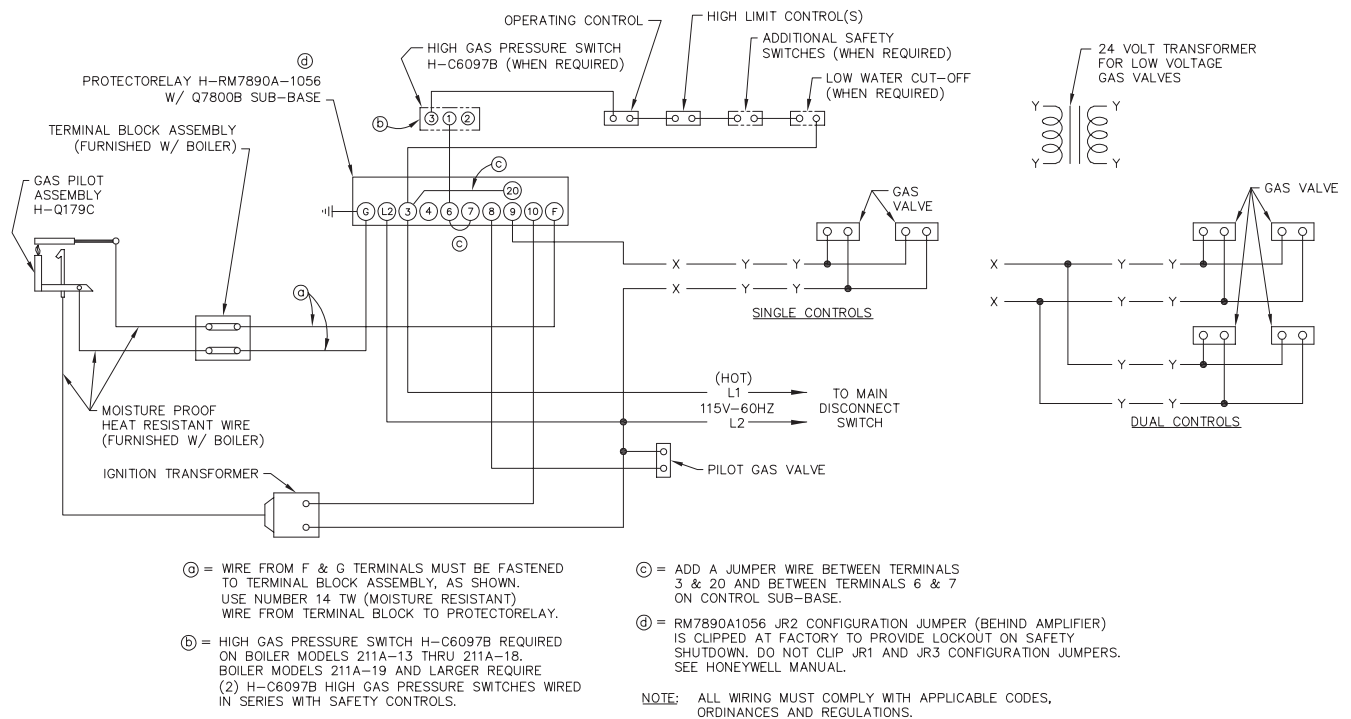 OPERATING CONTROL
HIGH LIMIT CONTROL(S)
ADDITIONAL SAFETY
SWITCHES (WHEN REQUIRED)
HIGH GAS PRESSURE SWITCH
H-C6097B (WHEN REQUIRED)
LOW WATER CUT-OFF
(WHEN REQUIRED)
24 VOLT TRANSFORMER
FOR LOW VOLTAGE
GAS VALVES
Y Y
Y Y
d
PROTECTORELAY H-RM7890A-1056
W/ Q7800B SUB-BASE
b
3 1 2
TERMINAL BLOCK ASSEMBLY
(FURNISHED W/ BOILER)
GAS PILOT
ASSEMBLY
H-Q179C
c
20
G L2 3 4 6 7 8 9 10 F
c
GAS
VALVE
GAS VALVE
X Y Y
X Y Y
SINGLE CONTROLS
X Y Y
X Y Y
Y Y
Y Y
DUAL CONTROLS
a
(HOT)
L1
115V-60HZ
L2
TO MAIN
DISCONNECT
SWITCH
MOISTURE PROOF
HEAT RESISTANT WIRE
(FURNISHED W/ BOILER)
PILOT GAS VALVE
IGNITION TRANSFORMER
a = WIRE FROM F & G TERMINALS MUST BE FASTENED
TO TERMINAL BLOCK ASSEMBLY, AS SHOWN.
USE NUMBER 14 TW (MOISTURE RESISTANT)
WIRE FROM TERMINAL BLOCK TO PROTECTORELAY.
b = HIGH GAS PRESSURE SWITCH H-C6097B REQUIRED
ON BOILER MODELS 211A-13 THRU 211A-18.
BOILER MODELS 211A-19 AND LARGER REQUIRE
(2) H-C6097B HIGH GAS PRESSURE SWITCHES WIRED
IN SERIES WITH SAFETY CONTROLS.
c = ADD A JUMPER WIRE BETWEEN TERMINALS
3 & 20 AND BETWEEN TERMINALS 6 & 7
ON CONTROL SUB-BASE.
d = RM7890A1056 JR2 CONFIGURATION JUMPER (BEHIND AMPLIFIER)
IS CLIPPED AT FACTORY TO PROVIDE LOCKOUT ON SAFETY
SHUTDOWN. DO NOT CLIP JR1 AND JR3 CONFIGURATION JUMPERS.
SEE HONEYWELL MANUAL.
NOTE: ALL WIRING MUST COMPLY WITH APPLICABLE CODES,
ORDINANCES AND REGULATIONS.